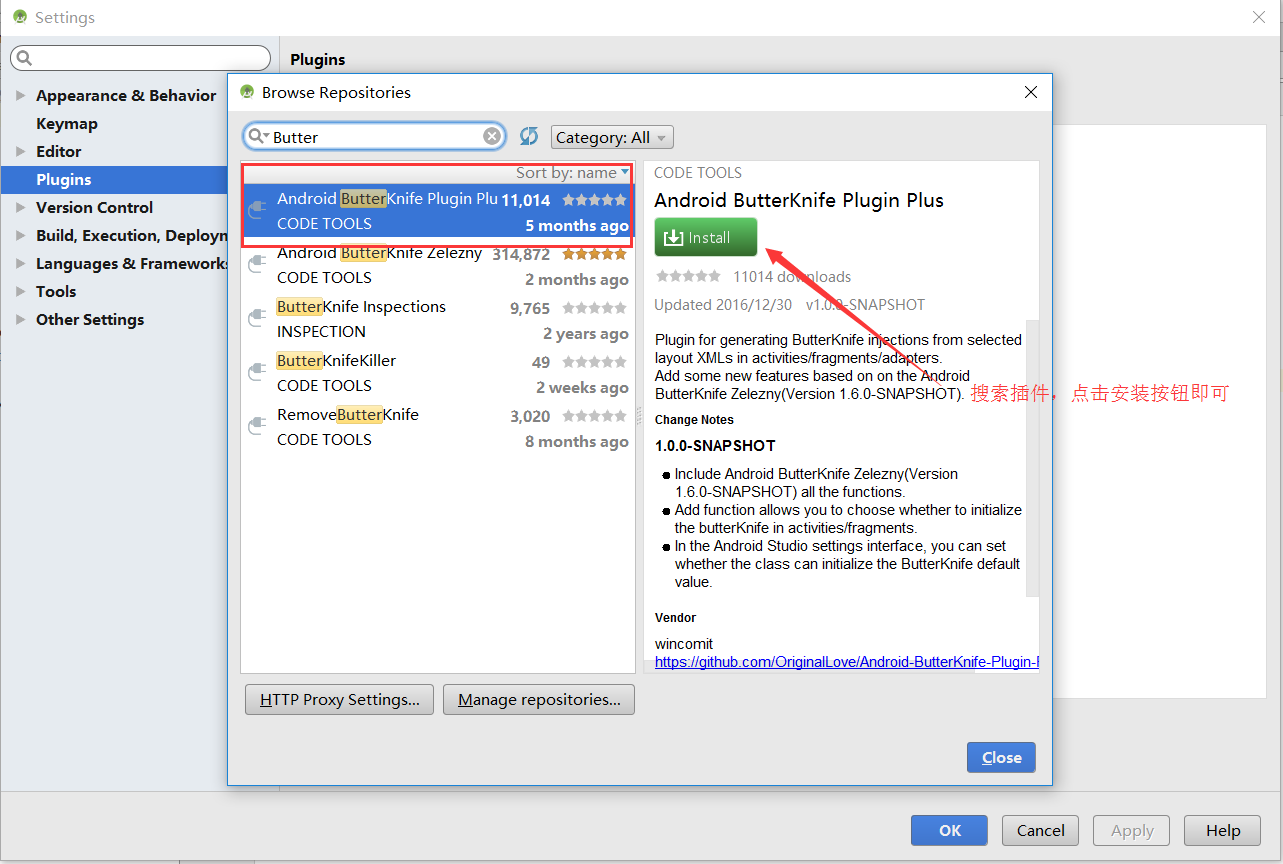 Settings
Plugins
Appearance & Behavior
Keymap
Editor
Plugins
Version Control
Build, Execution, Deployn
Languages & Frameworks
Tools
Other Settings
Browse Repositories
Butter
Category: All
Sort by: name
Android ButterKnife Plugin Plu 11,014
CODE TOOLS 5 months ago
Android ButterKnife Zelezny 314,872
CODE TOOLS 2 months ago
ButterKnife Inspections 9,765
INSPECTION 2 years ago
ButterKnifeKiller 49
CODE TOOLS 2 weeks ago
RemoveButterKnife 3,020
CODE TOOLS 8 months ago
CODE TOOLS
Android ButterKnife Plugin Plus
Install
11014 downloads
Updated 2016/12/30 v1.0.0-SNAPSHOT
Plugin for generating ButterKnife injections from selected
layout XMLs in activities/fragments/adapters.
Add some new features based on on the Android
ButterKnife Zelezny(Version 1.6.0-SNAPSHOT).
搜索插件，点击安装按钮即可
Change Notes
1.0.0-SNAPSHOT
Include Android ButterKnife Zelezny(Version
1.6.0-SNAPSHOT) all the functions.
Add function allows you to choose whether to initialize
the butterKnife in activities/fragments.
In the Android Studio settings interface, you can set
whether the class can initialize the ButterKnife default
value.
Vendor
wincomit
https://github.com/OriginalLove/Android-ButterKnife-Plugin-
HTTP Proxy Settings...
Manage repositories...
Close
OK
Cancel
Apply
Help